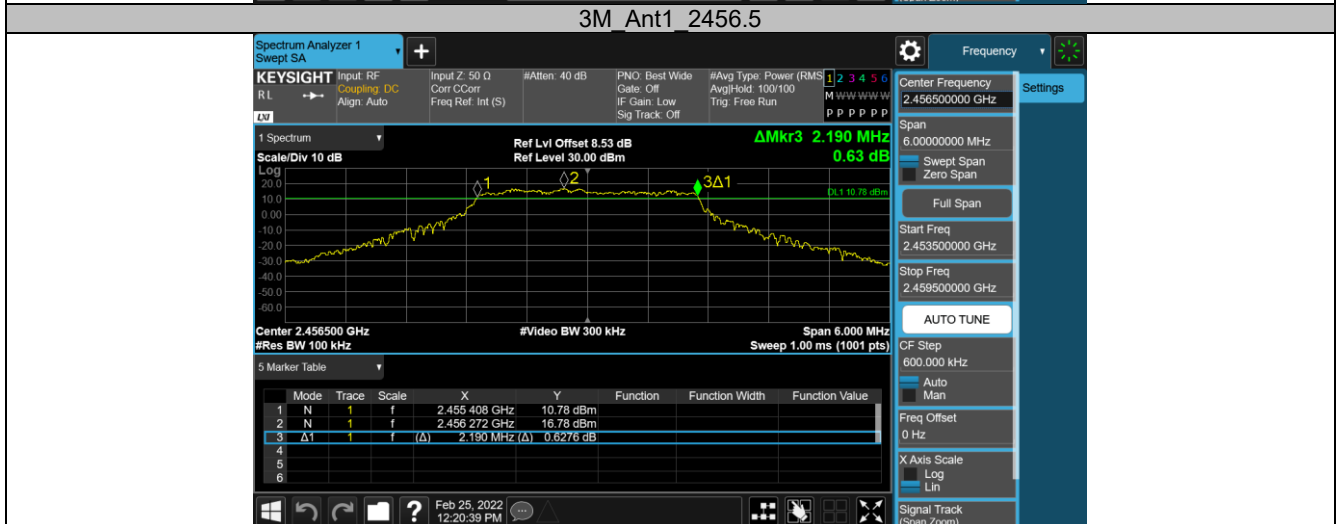 (Span Zoom)
3M_Ant1_2456.5
Spectrum Analyzer 1
Swept SA
+
Frequency
KEYSIGHT
RL
LXI
Input: RF
Coupling: DC
Align: Auto
Input Z: 50 Ω
Corr CCorr
Freq Ref: Int (S)
#Atten: 40 dB
PNO: Best Wide
Gate: Off
IF Gain: Low
Sig Track: Off
#Avg Type: Power (RMS
Avg|Hold: 100/100
Trig: Free Run
1 2 3 4 5 6
M W W W W W
P P P P P P
1 Spectrum
Scale/Div 10 dB
Ref Lvl Offset 8.53 dB
Ref Level 30.00 dBm
ΔMkr3 2.190 MHz
0.63 dB
Log
20.0
10.0
0.00
-10.0
-20.0
-30.0
-40.0
-50.0
-60.0
1
2
3Δ1
DL1 10.78 dBm
Center 2.456500 GHz
#Res BW 100 kHz
#Video BW 300 kHz
Span 6.000 MHz
Sweep 1.00 ms (1001 pts)
5 Marker Table
Mode Trace Scale X Y Function Function Width Function Value
1 N 1 f 2.455 408 GHz 10.78 dBm
2 N 1 f 2.456 272 GHz 16.78 dBm
3 Δ1 1 f (Δ) 2.190 MHz (Δ) 0.6276 dB
4
5
6
?
Feb 25, 2022
12:20:39 PM
Center Frequency
2.456500000 GHz
Settings
Span
6.00000000 MHz
Swept Span
Zero Span
Full Span
Start Freq
2.453500000 GHz
Stop Freq
2.459500000 GHz
AUTO TUNE
CF Step
600.000 kHz
Auto
Man
Freq Offset
0 Hz
X Axis Scale
Log
Lin
Signal Track
(Span Zoom)